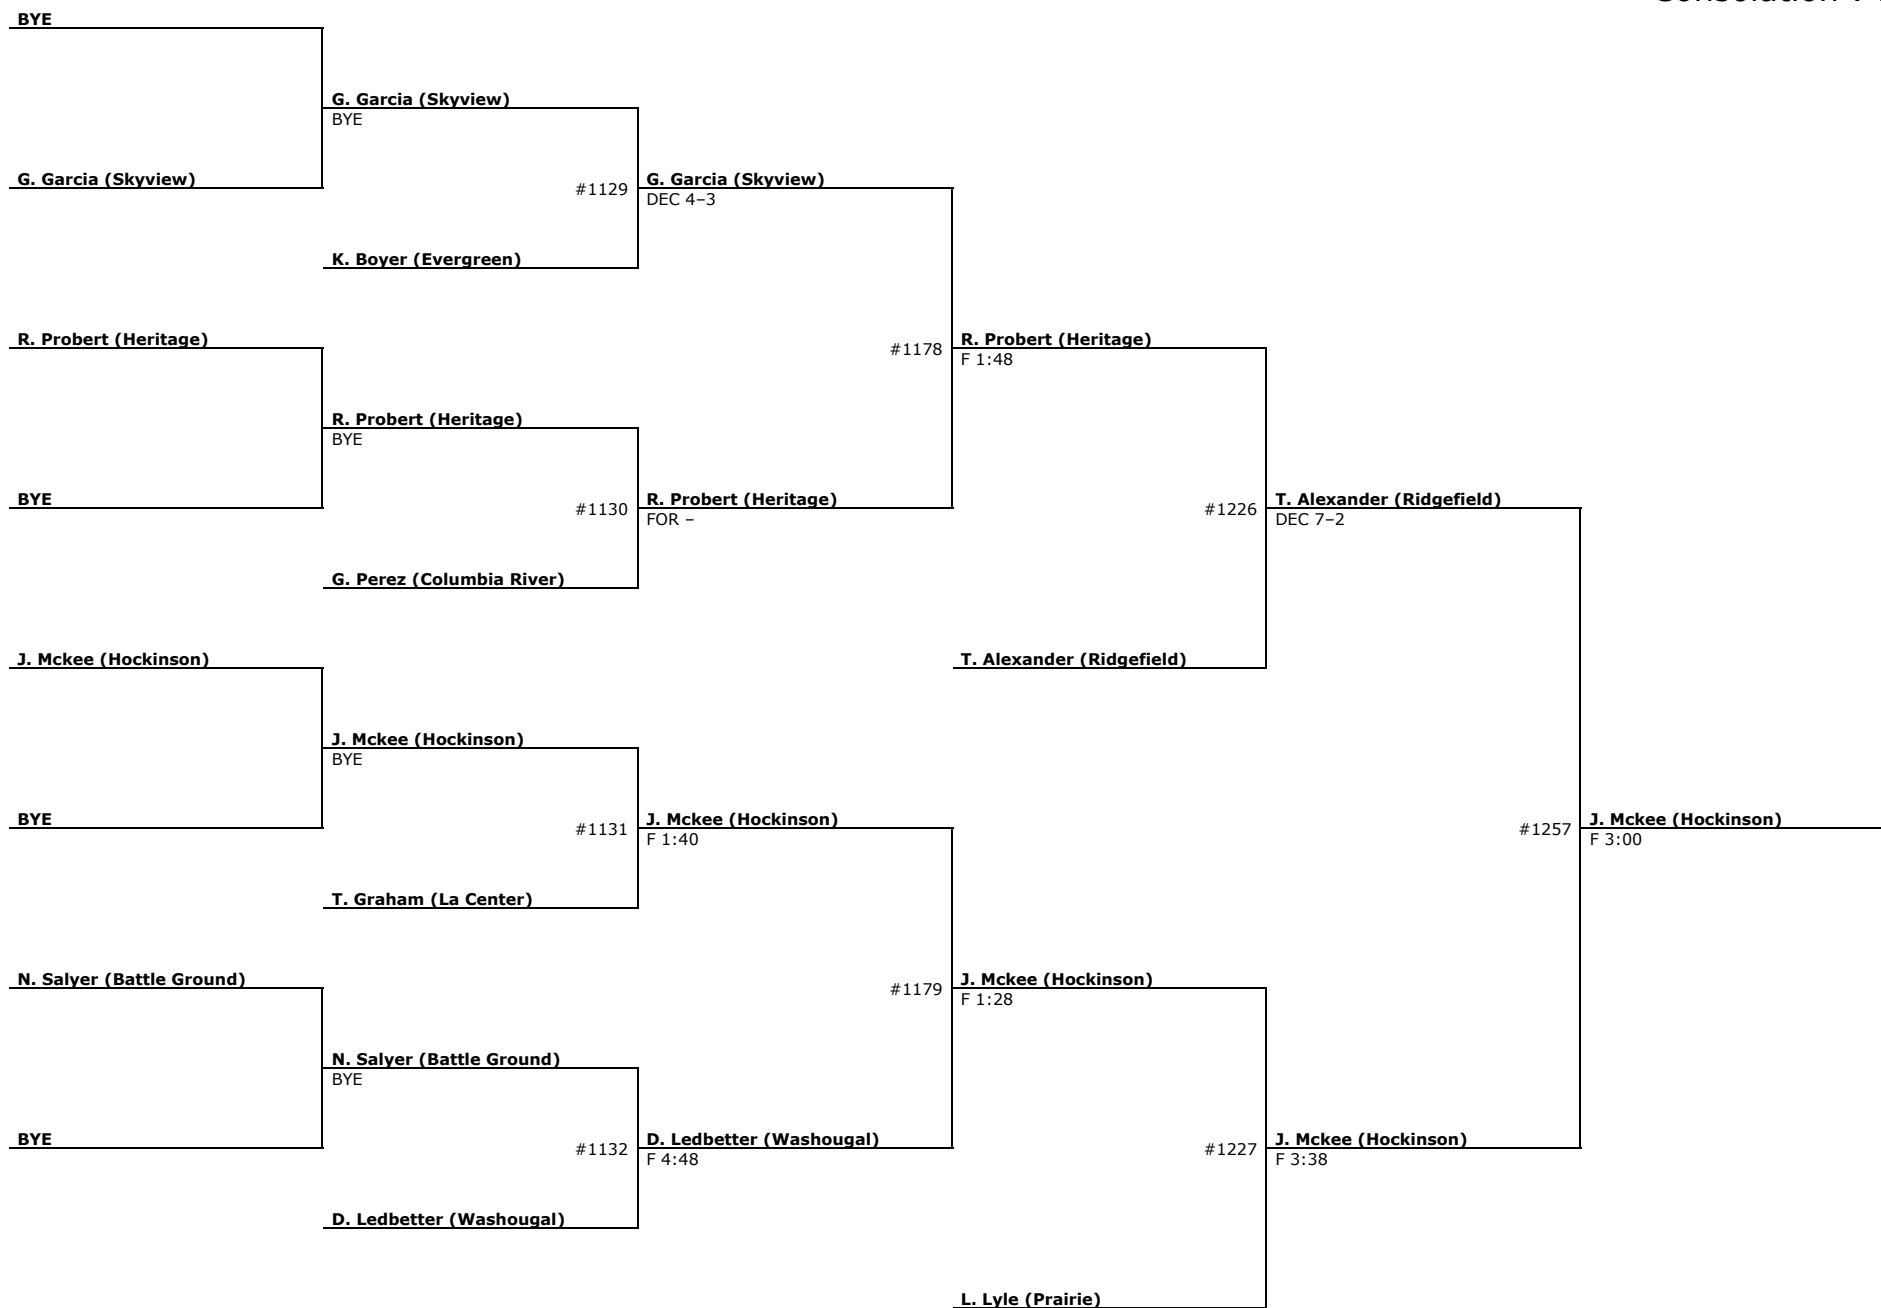 BYE
G. Garcia (Skyview)
BYE
G. Garcia (Skyview)
#1129
G. Garcia (Skyview)
DEC 4–3
K. Boyer (Evergreen)
R. Probert (Heritage)
#1178
R. Probert (Heritage)
F 1:48
R. Probert (Heritage)
BYE
BYE
#1130
R. Probert (Heritage)
FOR –
#1226
T. Alexander (Ridgefield)
DEC 7–2
G. Perez (Columbia River)
J. Mckee (Hockinson)
T. Alexander (Ridgefield)
J. Mckee (Hockinson)
BYE
BYE
#1131
J. Mckee (Hockinson)
F 1:40
#1257
J. Mckee (Hockinson)
F 3:00
T. Graham (La Center)
N. Salyer (Battle Ground)
#1179
J. Mckee (Hockinson)
F 1:28
N. Salyer (Battle Ground)
BYE
BYE
#1132
D. Ledbetter (Washougal)
F 4:48
#1227
J. Mckee (Hockinson)
F 3:38
D. Ledbetter (Washougal)
L. Lyle (Prairie)